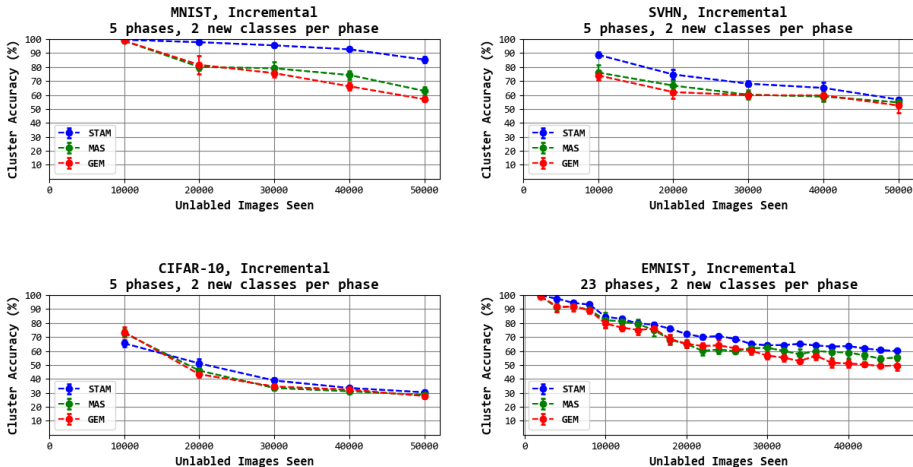 MNIST, Incremental
5 phases, 2 new classes per phase
Cluster Accuracy (%)
100
90
80
70
60
50
40
30
20
10
STAM
MAS
GEM
0
10000
20000
30000
40000
50000
Unlabled Images Seen
SVHN, Incremental
5 phases, 2 new classes per phase
Cluster Accuracy (%)
100
90
80
70
60
50
40
30
20
10
STAM
MAS
GEM
0
10000
20000
30000
40000
50000
Unlabled Images Seen
CIFAR-10, Incremental
5 phases, 2 new classes per phase
Cluster Accuracy (%)
100
90
80
70
60
50
40
30
20
10
STAM
MAS
GEM
0
10000
20000
30000
40000
50000
Unlabled Images Seen
EMNIST, Incremental
23 phases, 2 new classes per phase
Cluster Accuracy (%)
100
90
80
70
60
50
40
30
20
10
STAM
MAS
GEM
0
10000
20000
30000
40000
Unlabled Images Seen